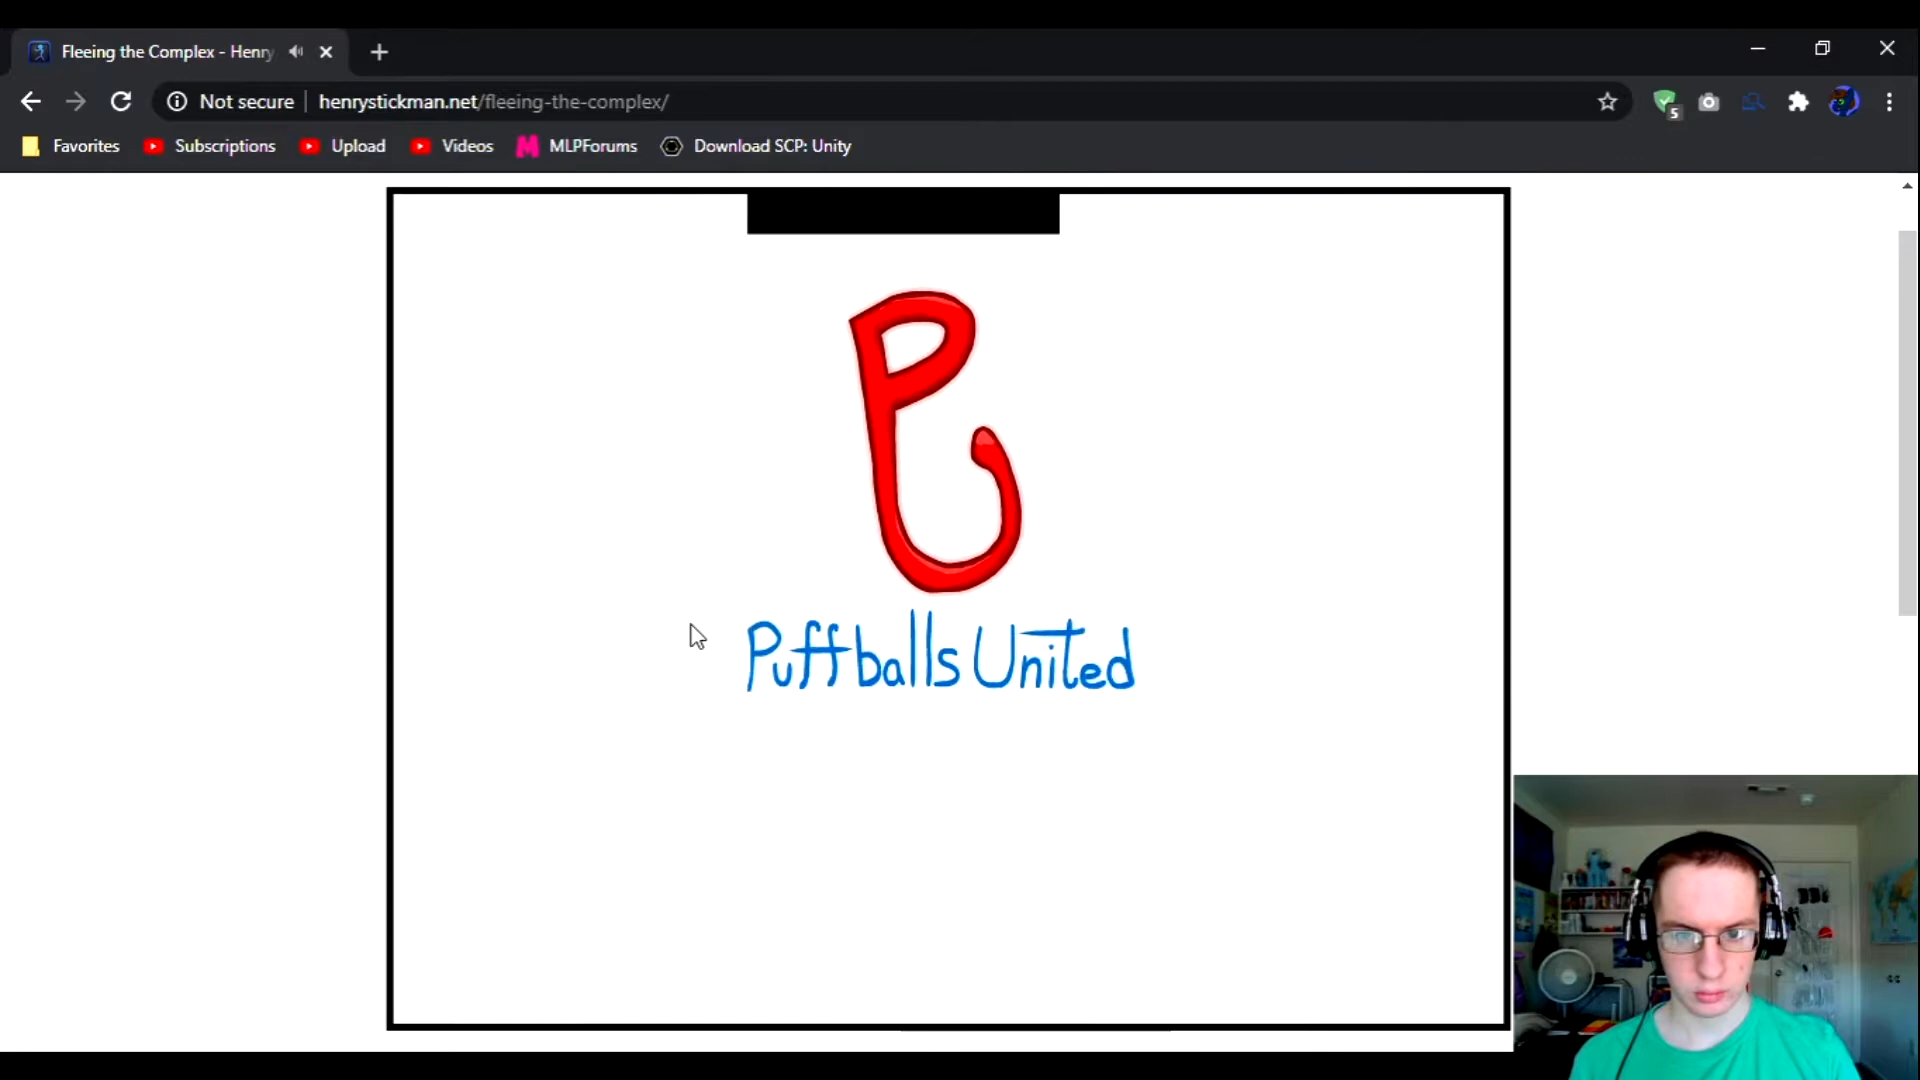 Fleeing the Complex - Henry
Not secure henrystickman.net/fleeing-the-complex/
5
Favorites Subscriptions Upload Videos MLPForums Download SCP: Unity
Puffballs United